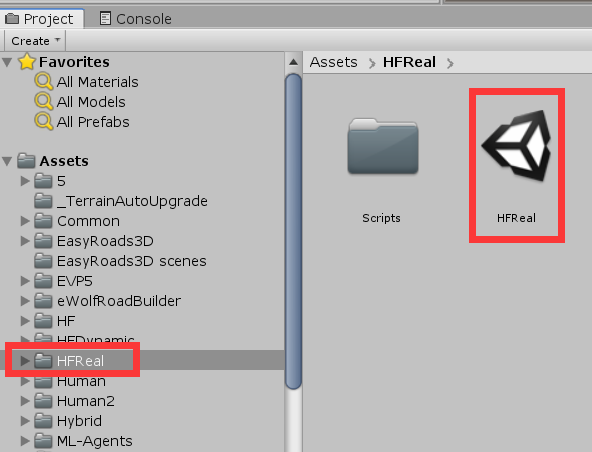 Project
Console
Create
Favorites
All Materials
All Models
All Prefabs
Assets
5
_TerrainAutoUpgrade
Common
EasyRoads3D
EasyRoads3D scenes
EVP5
eWolfRoadBuilder
HF
HFDynamic
HFReal
Human
Human2
Hybrid
ML-Agents
Assets > HFReal >
Scripts
HFReal